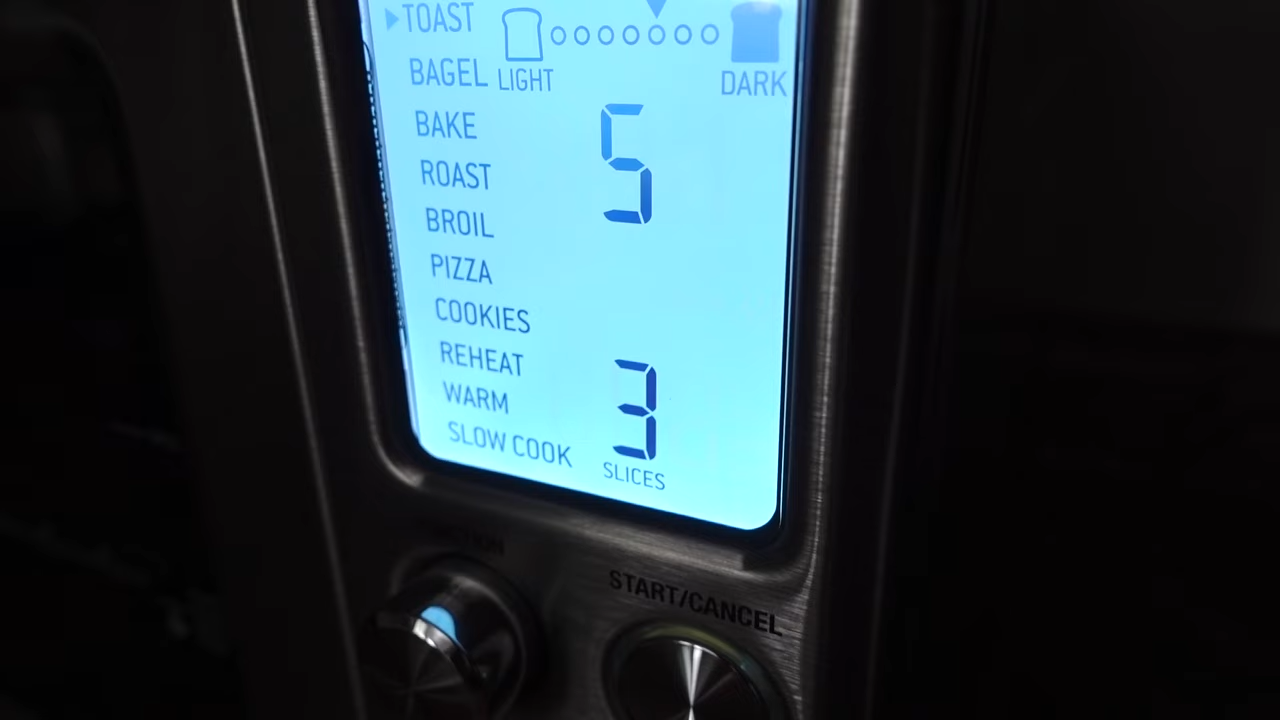 TOAST
LIGHT DARK
BAGEL
BAKE
5
ROAST
BROIL
PIZZA
COOKIES
REHEAT
WARM
3
SLOW COOK
SLICES
START/CANCEL